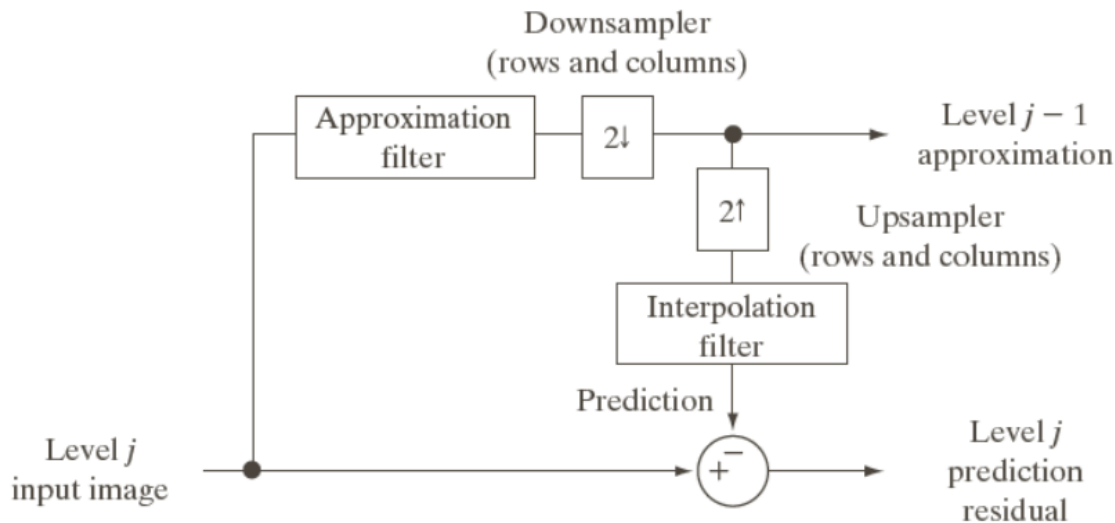 Downsampler
(rows and columns)
Approximation
filter
2↓
Level j − 1
approximation
2↑
Upsampler
(rows and columns)
Interpolation
filter
Prediction
Level j
input image
+
−
Level j
prediction
residual